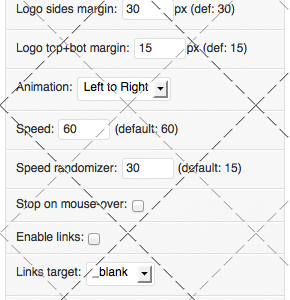 Logo sides margin: 30 px (def: 30)
Logo top+bot margin: 15 px (def: 15)
Animation: Left to Right
Speed: 60 (default: 60)
Speed randomizer: 30 (default: 15)
Stop on mouse over:
Enable links:
Links target: _blank